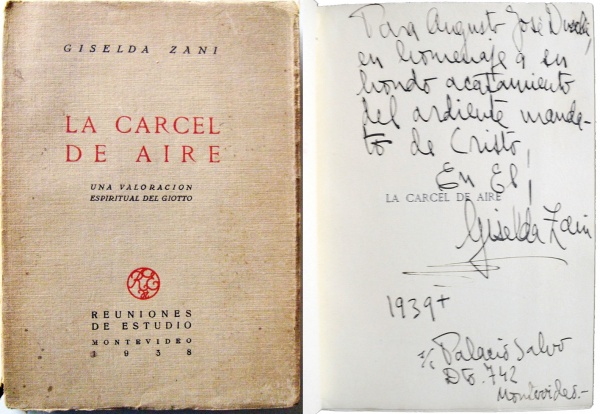 GISELDA ZANI
LA CARCEL
DE AIRE
UNA VALORACION
ESPIRITUAL DEL GIOTTO
REUNIONES
DE ESTUDIO
MONTEVIDEO
1938
Para Augusto José
en homenaje a su
hondo acatamiento
del ardiente manda-
to de Cristo,
En El,
LA CARCEL DE AIRE
Giselda Zani
1939+
Palacio Salvo
Dto. 742
Montevideo.-